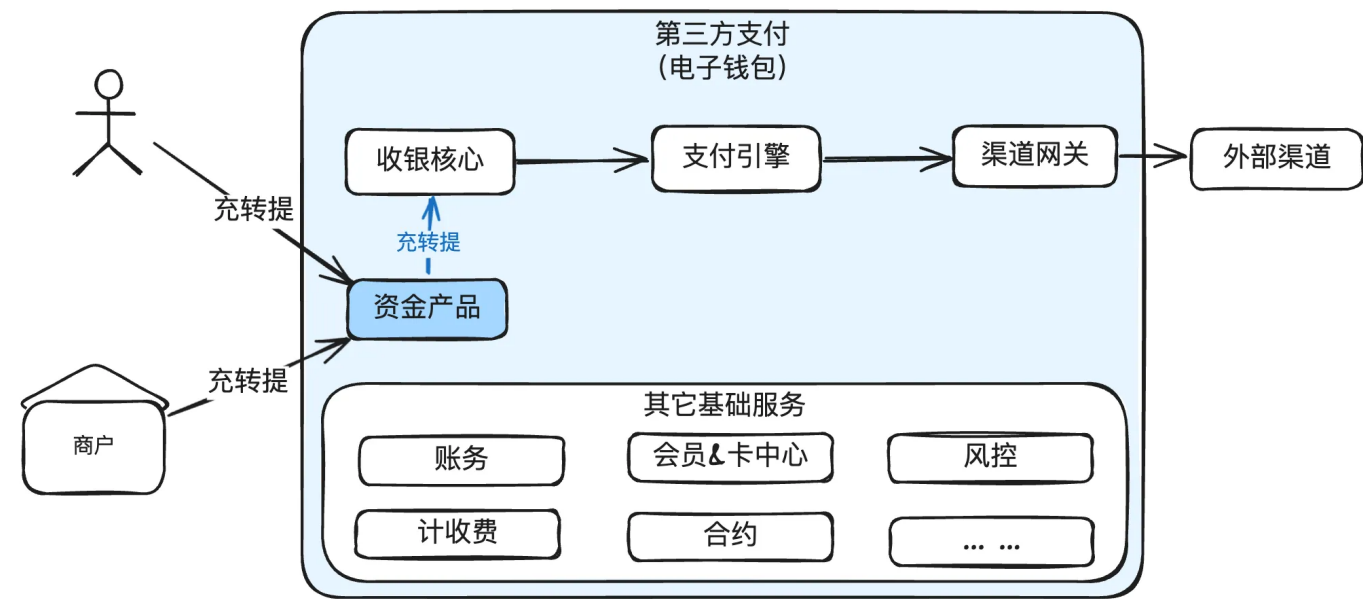 第三方支付
（电子钱包）
收银核心
支付引擎
渠道网关
外部渠道
充转提
充转提
资金产品
充转提
商户
其它基础服务
账务
会员&卡中心
风控
计收费
合约
... ...